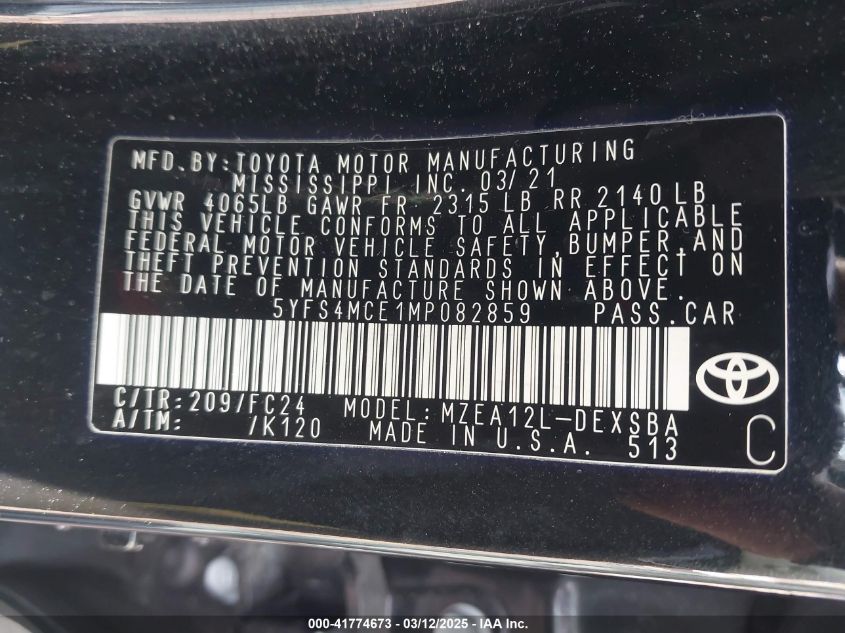 MFD.BY:TOYOTA MOTOR MANUFACTURING
MISSISSIPPI INC. 03/21
GVWR 4065LB GAWR FR. 2315 LB RR 2140 LB
THIS VEHICLE CONFORMS TO ALL APPLICABLE
FEDERAL MOTOR VEHICLE SAFETY, BUMPER, AND
THEFT PREVENTION STANDARDS IN EFFECT ON
THE DATE OF MANUFACTURE SHOWN ABOVE.
5YFS4MCE1MP082859 PASS.CAR
C/TR:209/FC24 MODEL:MZEA12L-DEXSBA
A/TM: /K120 MADE IN U.S.A. 513
C
000-41774673 - 03/12/2025 - IAA Inc.